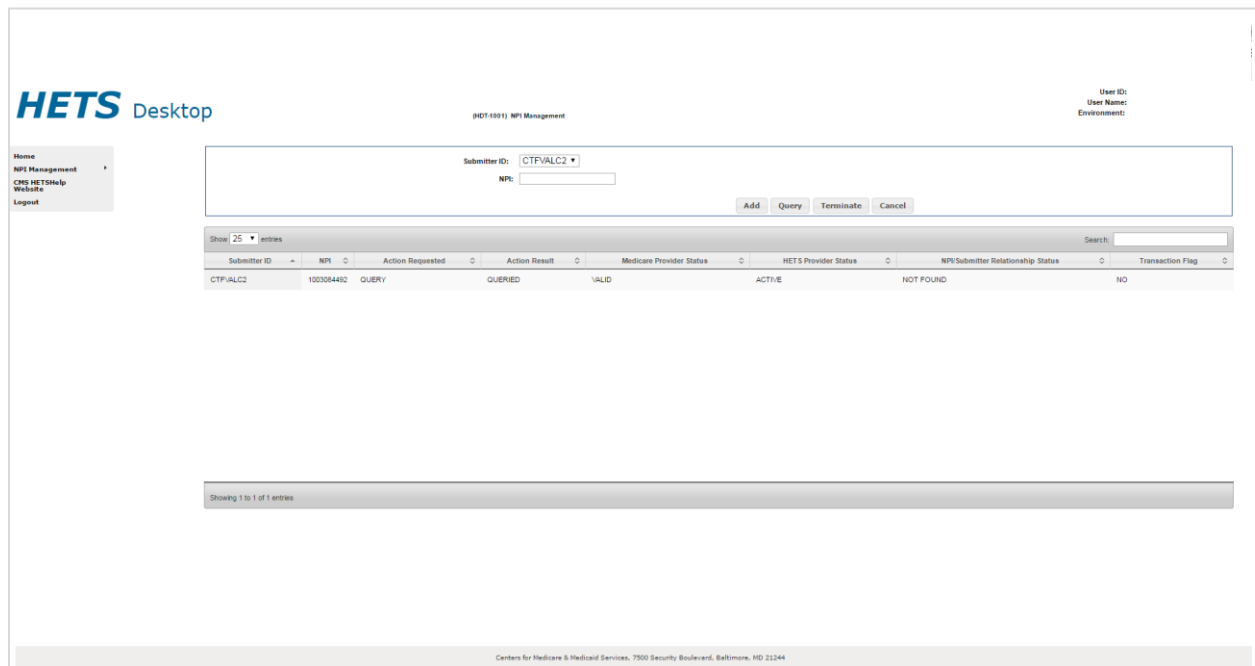 HETS Desktop
(HDT-1001) NPI Management
User ID:
User Name:
Environment:
Home
NPI Management
CMS HETSHelp
Website
Logout
Submitter ID: CTFVALC2
NPI:
Add Query Terminate Cancel
Show 25 entries Search:
Submitter ID NPI Action Requested Action Result Medicare Provider Status HETS Provider Status NPI/Submitter Relationship Status Transaction Flag
CTFVALC2 1003084492 QUERY QUERIED VALID ACTIVE NOT FOUND NO
Showing 1 to 1 of 1 entries
Centers for Medicare & Medicaid Services, 7500 Security Boulevard, Baltimore, MD 21244